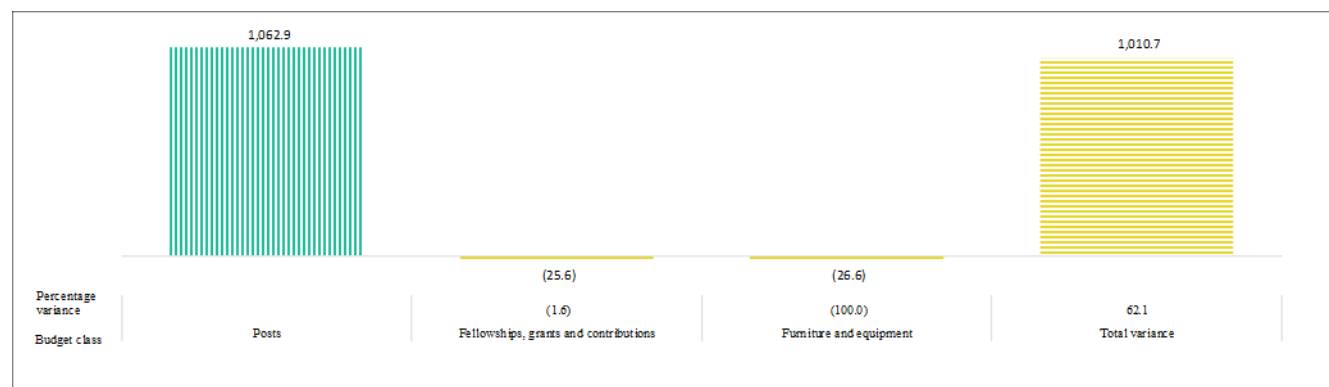 1,062.9
1,010.7
(25.6)
(26.6)
Percentage
variance
(1.6)
(100.0)
62.1
Budget class
Posts
Fellowships, grants and contributions
Furniture and equipment
Total variance